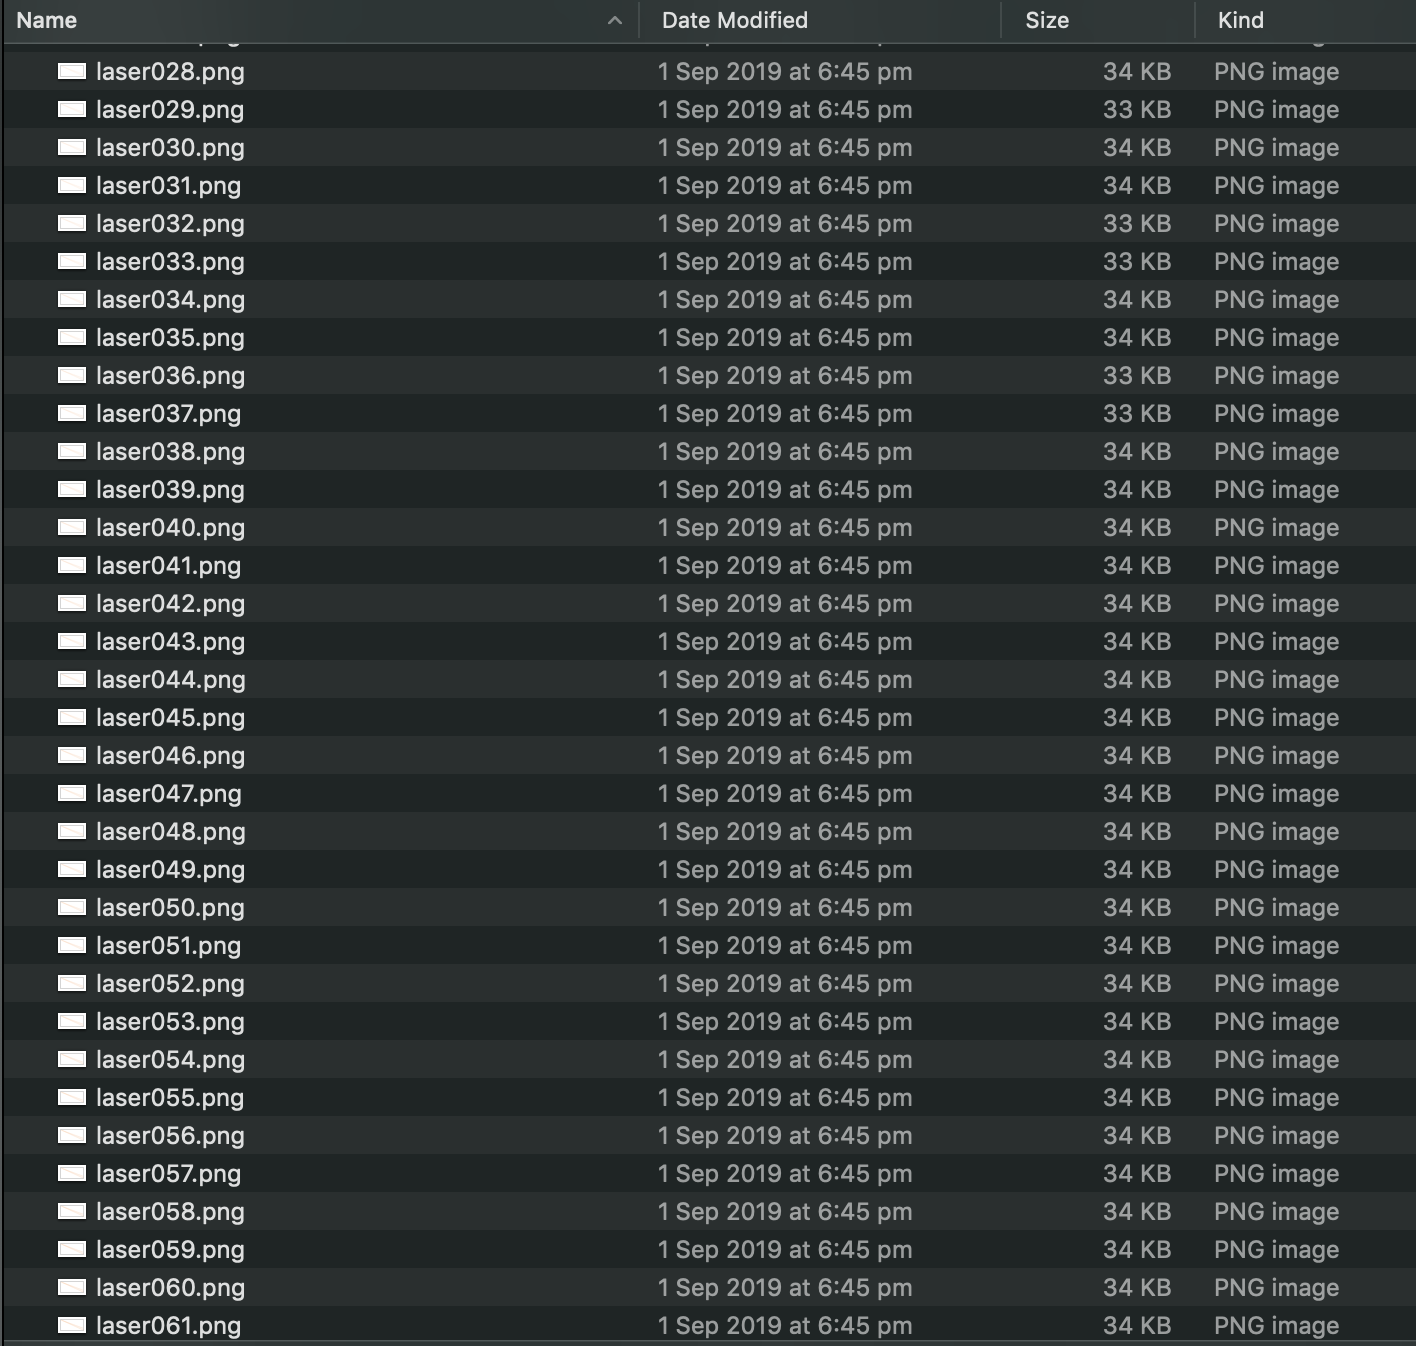 Name Date Modified Size Kind
laser028.png 1 Sep 2019 at 6:45 pm 34 KB PNG image
laser029.png 1 Sep 2019 at 6:45 pm 33 KB PNG image
laser030.png 1 Sep 2019 at 6:45 pm 34 KB PNG image
laser031.png 1 Sep 2019 at 6:45 pm 34 KB PNG image
laser032.png 1 Sep 2019 at 6:45 pm 33 KB PNG image
laser033.png 1 Sep 2019 at 6:45 pm 33 KB PNG image
laser034.png 1 Sep 2019 at 6:45 pm 34 KB PNG image
laser035.png 1 Sep 2019 at 6:45 pm 34 KB PNG image
laser036.png 1 Sep 2019 at 6:45 pm 33 KB PNG image
laser037.png 1 Sep 2019 at 6:45 pm 33 KB PNG image
laser038.png 1 Sep 2019 at 6:45 pm 34 KB PNG image
laser039.png 1 Sep 2019 at 6:45 pm 34 KB PNG image
laser040.png 1 Sep 2019 at 6:45 pm 34 KB PNG image
laser041.png 1 Sep 2019 at 6:45 pm 34 KB PNG image
laser042.png 1 Sep 2019 at 6:45 pm 34 KB PNG image
laser043.png 1 Sep 2019 at 6:45 pm 34 KB PNG image
laser044.png 1 Sep 2019 at 6:45 pm 34 KB PNG image
laser045.png 1 Sep 2019 at 6:45 pm 34 KB PNG image
laser046.png 1 Sep 2019 at 6:45 pm 34 KB PNG image
laser047.png 1 Sep 2019 at 6:45 pm 34 KB PNG image
laser048.png 1 Sep 2019 at 6:45 pm 34 KB PNG image
laser049.png 1 Sep 2019 at 6:45 pm 34 KB PNG image
laser050.png 1 Sep 2019 at 6:45 pm 34 KB PNG image
laser051.png 1 Sep 2019 at 6:45 pm 34 KB PNG image
laser052.png 1 Sep 2019 at 6:45 pm 34 KB PNG image
laser053.png 1 Sep 2019 at 6:45 pm 34 KB PNG image
laser054.png 1 Sep 2019 at 6:45 pm 34 KB PNG image
laser055.png 1 Sep 2019 at 6:45 pm 34 KB PNG image
laser056.png 1 Sep 2019 at 6:45 pm 34 KB PNG image
laser057.png 1 Sep 2019 at 6:45 pm 34 KB PNG image
laser058.png 1 Sep 2019 at 6:45 pm 34 KB PNG image
laser059.png 1 Sep 2019 at 6:45 pm 34 KB PNG image
laser060.png 1 Sep 2019 at 6:45 pm 34 KB PNG image
laser061.png 1 Sep 2019 at 6:45 pm 34 KB PNG image